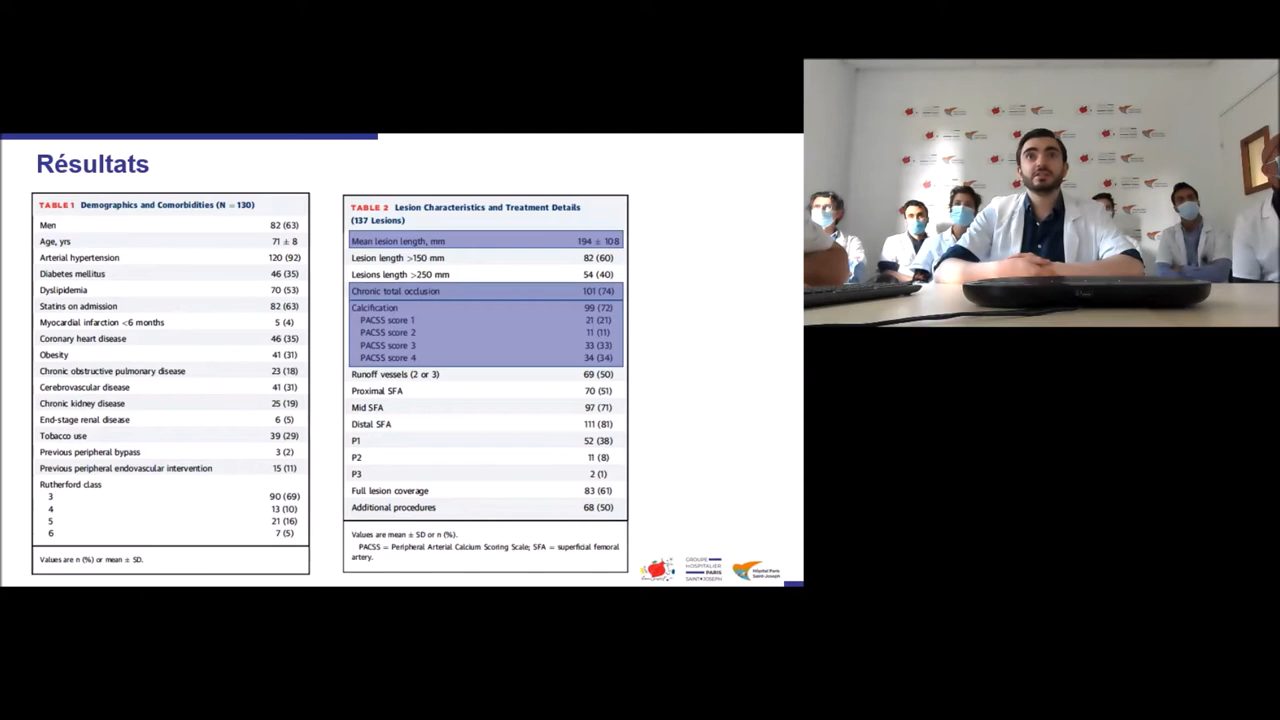 Résultats
TABLE 1 Demographics and Comorbidities (N = 130)
Men 82 (63)
Age, yrs 71 ± 8
Arterial hypertension 120 (92)
Diabetes mellitus 46 (35)
Dyslipidemia 70 (53)
Statins on admission 82 (63)
Myocardial infarction <6 months 5 (4)
Coronary heart disease 46 (35)
Obesity 41 (31)
Chronic obstructive pulmonary disease 23 (18)
Cerebrovascular disease 41 (31)
Chronic kidney disease 25 (19)
End-stage renal disease 6 (5)
Tobacco use 39 (29)
Previous peripheral bypass 3 (2)
Previous peripheral endovascular intervention 15 (11)
Rutherford class
3 90 (69)
4 13 (10)
5 21 (16)
6 7 (5)
Values are n (%) or mean ± SD.
TABLE 2 Lesion Characteristics and Treatment Details
(137 Lesions)
Mean lesion length, mm 194 ± 108
Lesion length >150 mm 82 (60)
Lesions length >250 mm 54 (40)
Chronic total occlusion 101 (74)
Calcification 99 (72)
PACSS score 1 21 (21)
PACSS score 2 11 (11)
PACSS score 3 33 (33)
PACSS score 4 34 (34)
Runoff vessels (2 or 3) 69 (50)
Proximal SFA 70 (51)
Mid SFA 97 (71)
Distal SFA 111 (81)
P1 52 (38)
P2 11 (8)
P3 2 (1)
Full lesion coverage 83 (61)
Additional procedures 68 (50)
Values are mean ± SD or n (%).
PACSS = Peripheral Arterial Calcium Scoring Scale; SFA = superficial femoral
artery.
GROUPE
HOSPITALIER
PARIS
SAINT•JOSEPH
Hôpital Paris
Saint-Joseph